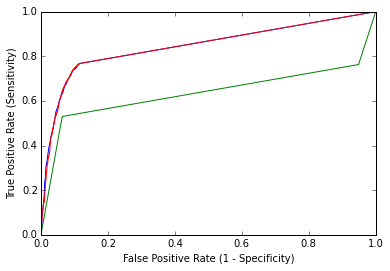 1.0
0.8
0.6
0.4
0.2
0.0
True Positive Rate (Sensitivity)
0.0 0.2 0.4 0.6 0.8 1.0
False Positive Rate (1 - Specificity)